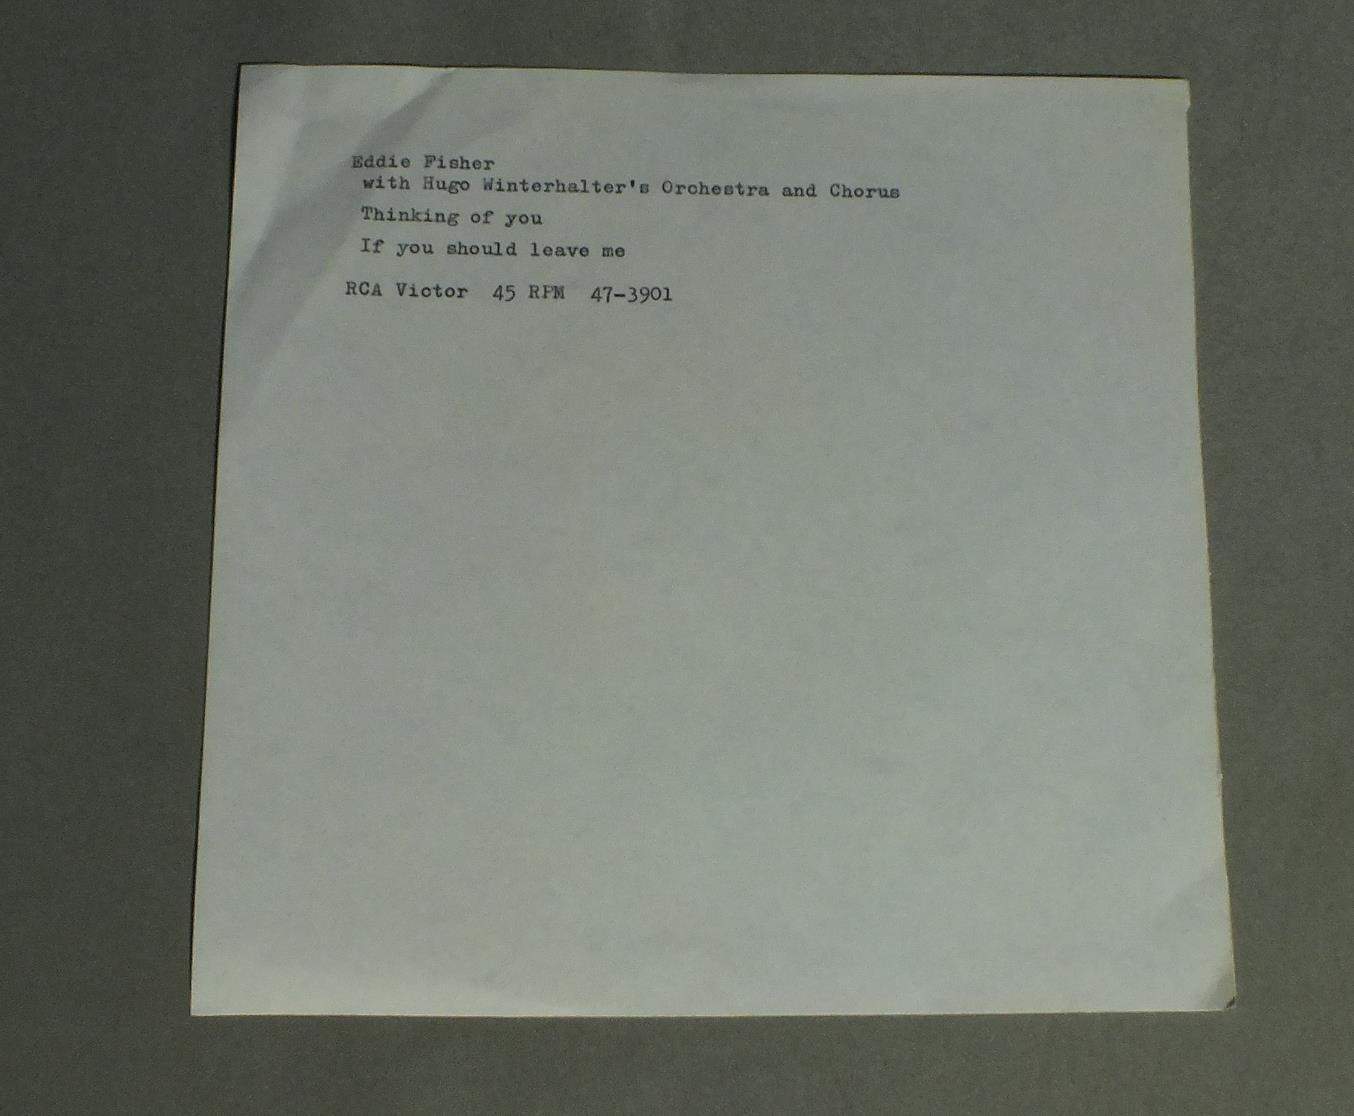 Eddie Fisher
with Hugo Winterhalter's Orchestra and Chorus
Thinking of you
If you should leave me
RCA Victor 45 RPM 47-3901